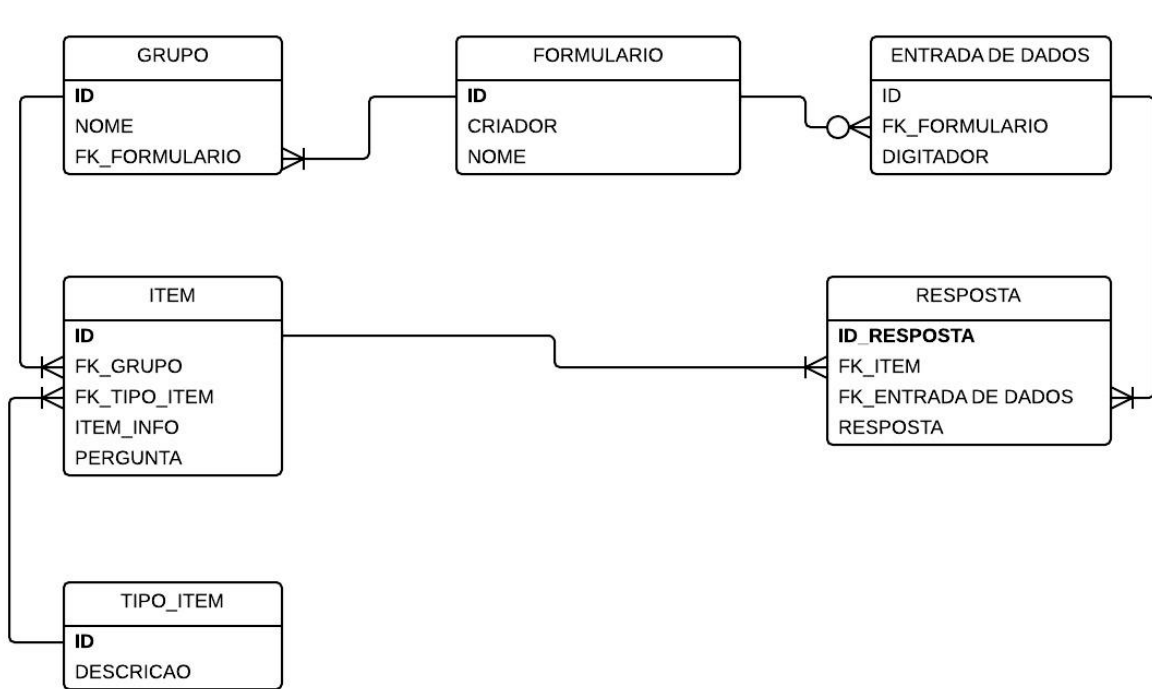 GRUPO
ID
NOME
FK_FORMULARIO
FORMULARIO
ID
CRIADOR
NOME
ENTRADA DE DADOS
ID
FK_FORMULARIO
DIGITADOR
ITEM
ID
FK_GRUPO
FK_TIPO_ITEM
ITEM_INFO
PERGUNTA
RESPOSTA
ID_RESPOSTA
FK_ITEM
FK_ENTRADA DE DADOS
RESPOSTA
TIPO_ITEM
ID
DESCRICAO